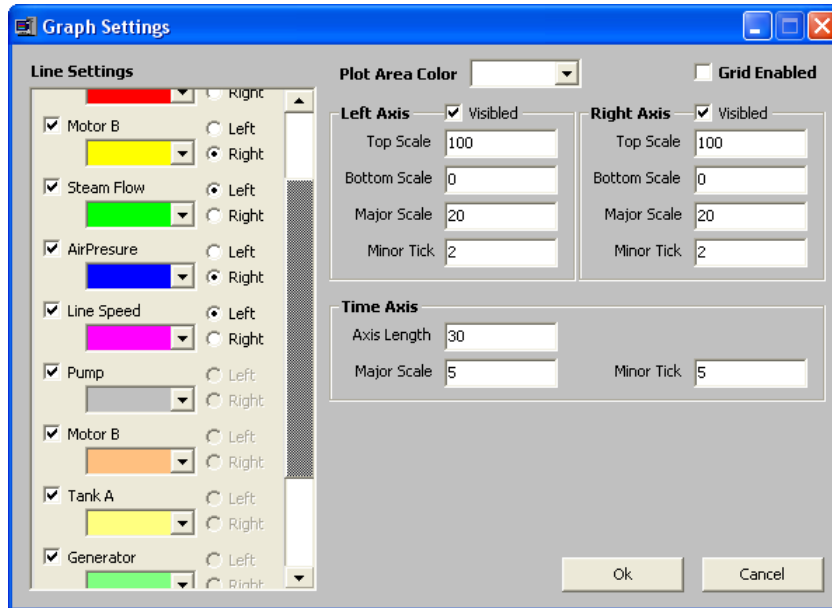 Graph Settings
Line Settings
Right
Motor B
Left
Right
Steam Flow
Left
Right
AirPresure
Left
Right
Line Speed
Left
Right
Pump
Left
Right
Motor B
Left
Right
Tank A
Left
Right
Generator
Left
Right
Plot Area Color
Grid Enabled
Left Axis
Visibled
Top Scale 100
Bottom Scale 0
Major Scale 20
Minor Tick 2
Right Axis
Visibled
Top Scale 100
Bottom Scale 0
Major Scale 20
Minor Tick 2
Time Axis
Axis Length 30
Major Scale 5
Minor Tick 5
Ok
Cancel